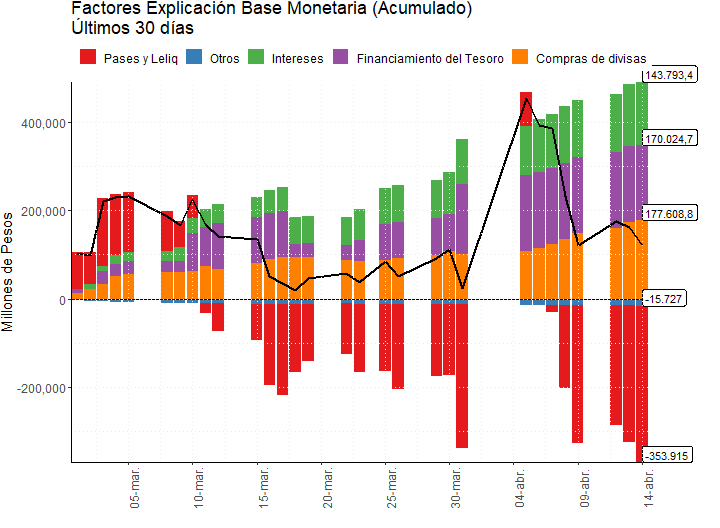 Factores Explicación Base Monetaria (Acumulado)
Últimos 30 días
Pases y Leliq Otros Intereses Financiamiento del Tesoro Compras de divisas
Millones de Pesos
400,000
200,000
0
-200,000
143.793,4
170.024,7
177.608,8
-15.727
-353.915
05-mar.
10-mar.
15-mar.
20-mar.
25-mar.
30-mar.
04-abr.
09-abr.
14-abr.